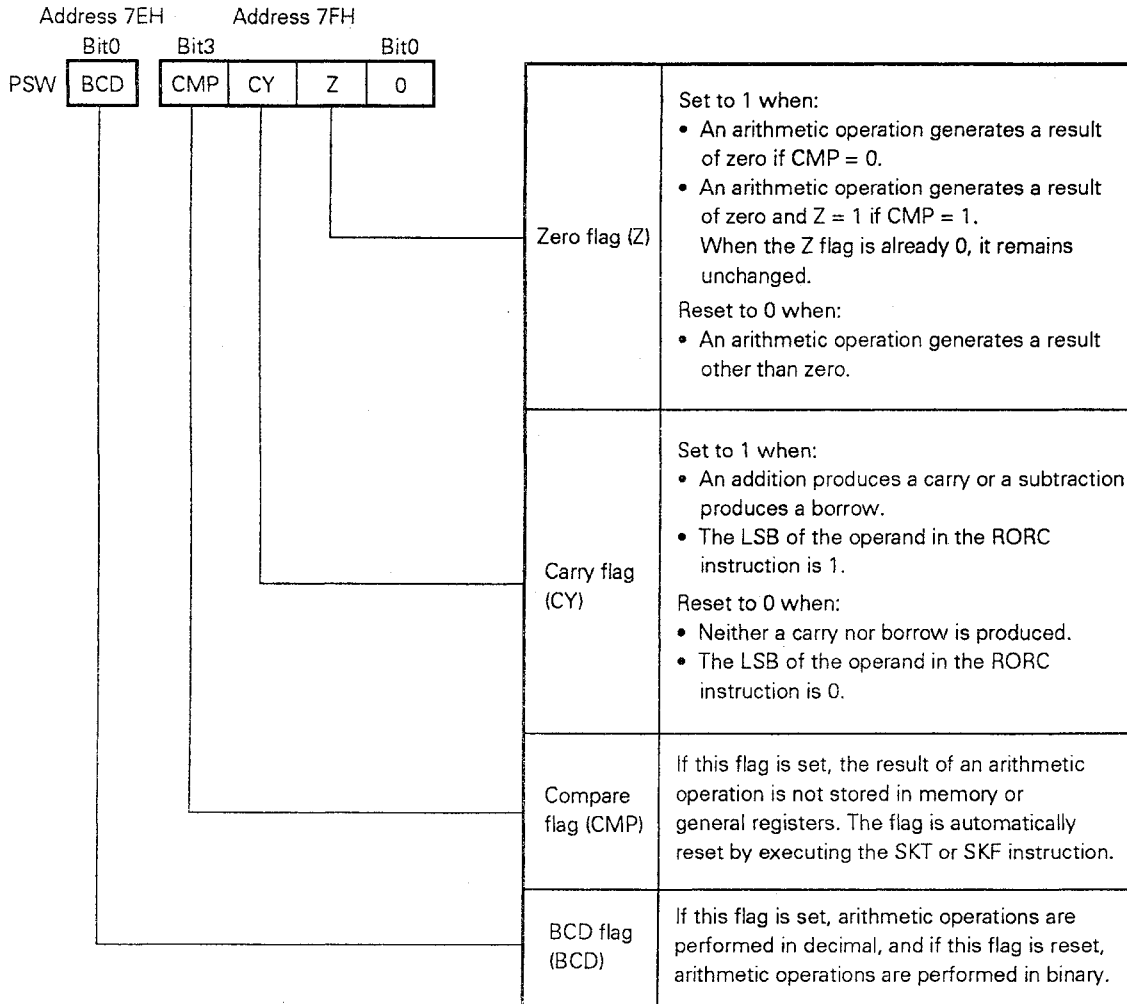 Address 7EH Address 7FH
Bit0 Bit3 Bit0
PSW BCD CMP CY Z 0
Zero flag (Z)
Set to 1 when:
• An arithmetic operation generates a result
of zero if CMP = 0.
• An arithmetic operation generates a result
of zero and Z = 1 if CMP = 1.
When the Z flag is already 0, it remains
unchanged.
Reset to 0 when:
• An arithmetic operation generates a result
other than zero.
Carry flag
(CY)
Set to 1 when:
• An addition produces a carry or a subtraction
produces a borrow.
• The LSB of the operand in the RORC
instruction is 1.
Reset to 0 when:
• Neither a carry nor borrow is produced.
• The LSB of the operand in the RORC
instruction is 0.
Compare
flag (CMP)
If this flag is set, the result of an arithmetic
operation is not stored in memory or
general registers. The flag is automatically
reset by executing the SKT or SKF instruction.
BCD flag
(BCD)
If this flag is set, arithmetic operations are
performed in decimal, and if this flag is reset,
arithmetic operations are performed in binary.